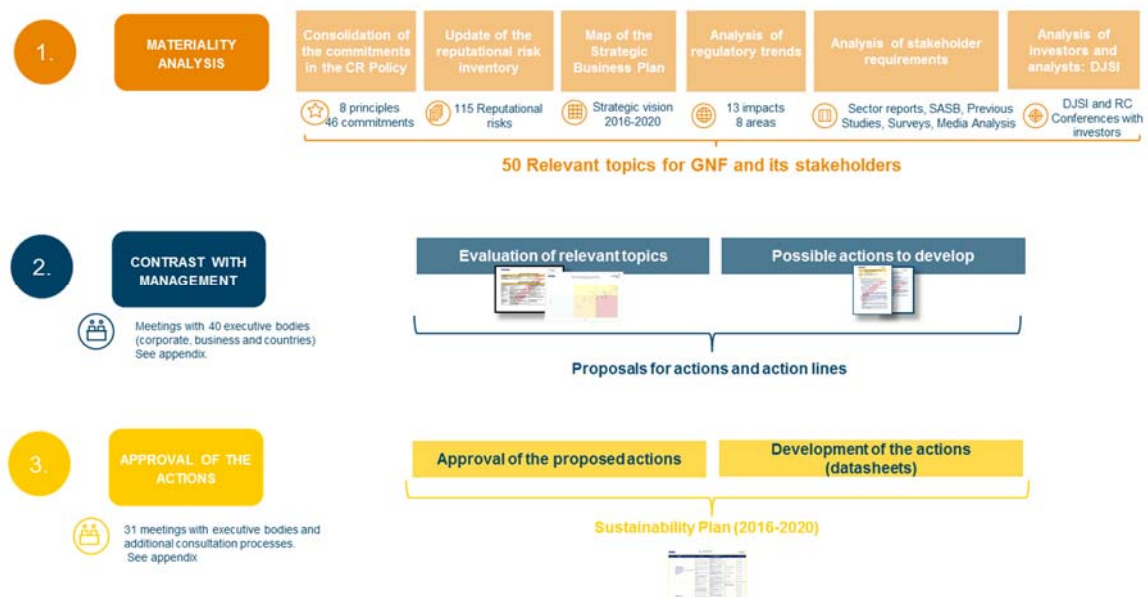 1.
MATERIALITY
ANALYSIS
Consolidation of
the commitments
in the CR Policy
Update of the
reputational risk
inventory
Map of the
Strategic
Business Plan
Analysis of
regulatory trends
Analysis of stakeholder
requirements
Analysis of
investors and
analysts: DJSI
8 principles
46 commitments
115 Reputational
risks
Strategic vision
2016-2020
13 impacts
8 areas
Sector reports, SASB, Previous
Studies, Surveys, Media Analysis
DJSI and RC
Conferences with
investors
50 Relevant topics for GNF and its stakeholders
2.
CONTRAST WITH
MANAGEMENT
Meetings with 40 executive bodies
(corporate, business and countries)
See appendix.
Evaluation of relevant topics
Possible actions to develop
Proposals for actions and action lines
3.
APPROVAL OF THE
ACTIONS
31 meetings with executive bodies and
additional consultation processes.
See appendix
Approval of the proposed actions
Development of the actions
(datasheets)
Sustainability Plan (2016-2020)